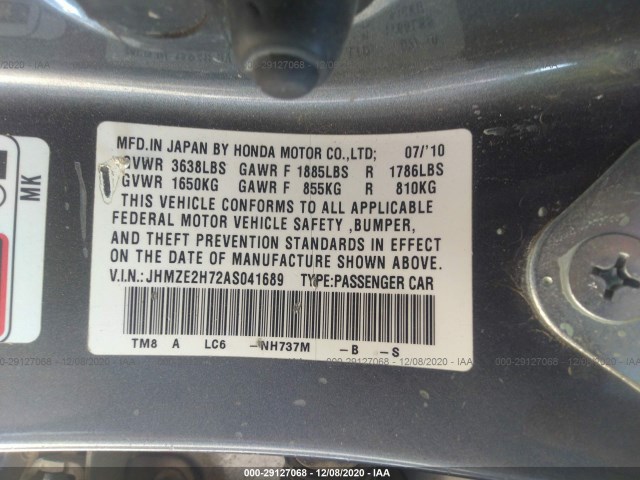 MFD.IN JAPAN BY HONDA MOTOR CO.,LTD; 07/'10
GVWR 3638LBS GAWR F 1885LBS R 1786LBS
GVWR 1650KG GAWR F 855KG R 810KG
THIS VEHICLE CONFORMS TO ALL APPLICABLE
FEDERAL MOTOR VEHICLE SAFETY ,BUMPER,
AND THEFT PREVENTION STANDARDS IN EFFECT
ON THE DATE OF MANUFACTURE SHOWN ABOVE.
V.I.N.:JHMZE2H72AS041689 TYPE:PASSENGER CAR
TM8 A LC6 -NH737M -B -S
MK
000-29127068 • 12/08/2020 - IAA